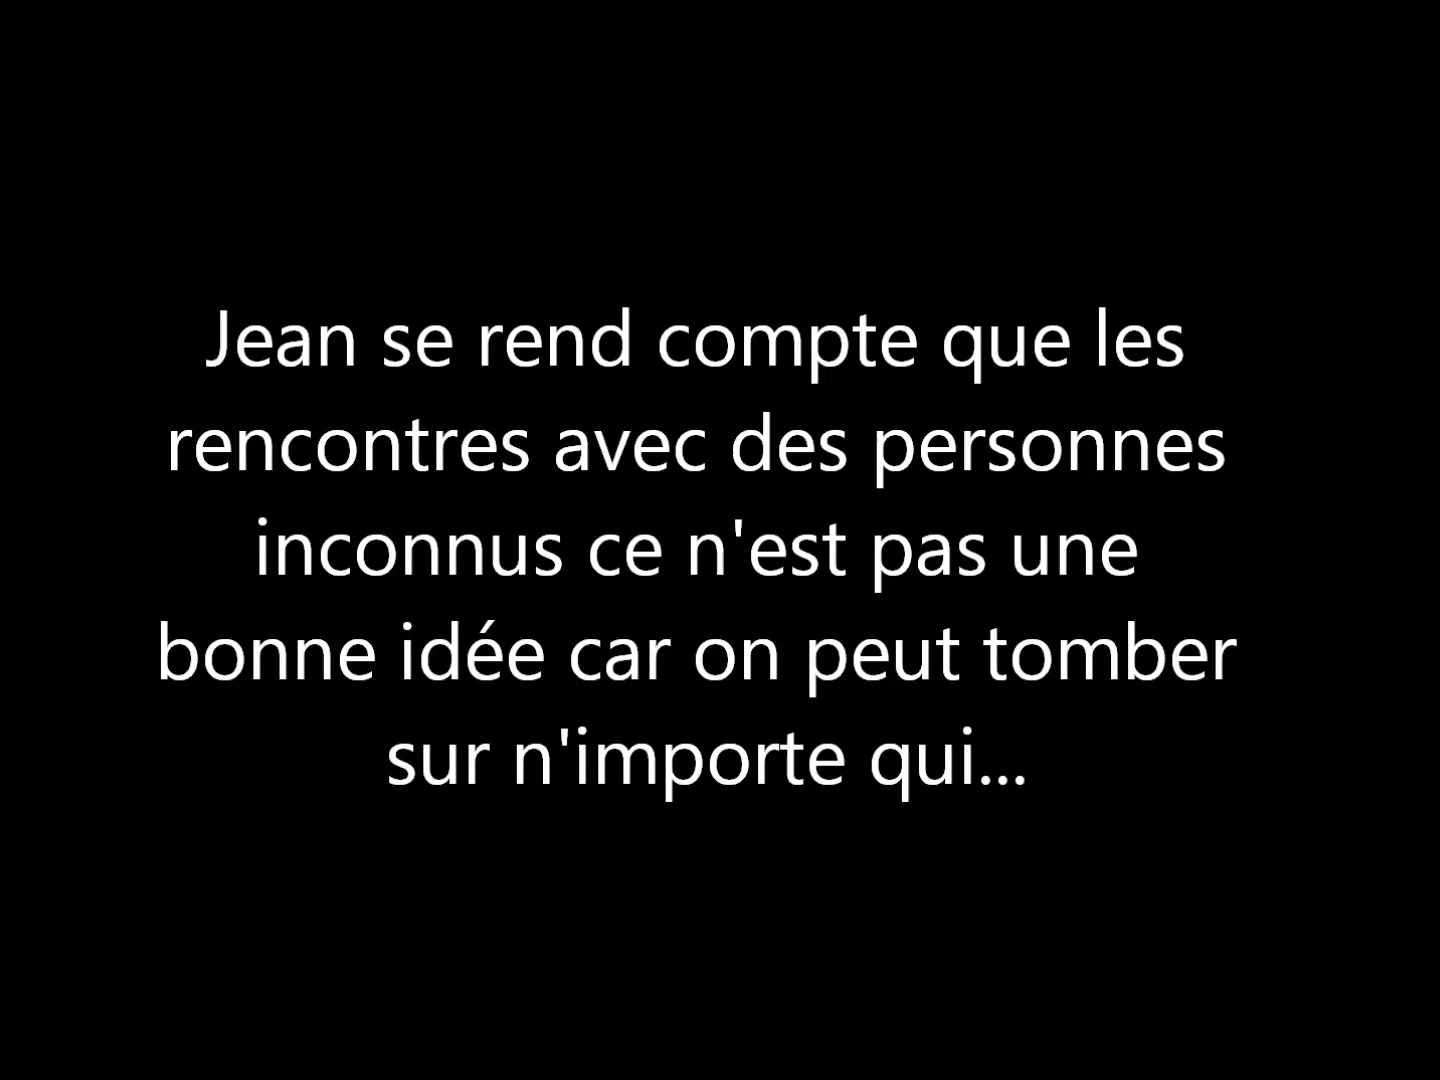 Jean se rend compte que les
rencontres avec des personnes
inconnus ce n'est pas une
bonne idée car on peut tomber
sur n'importe qui...